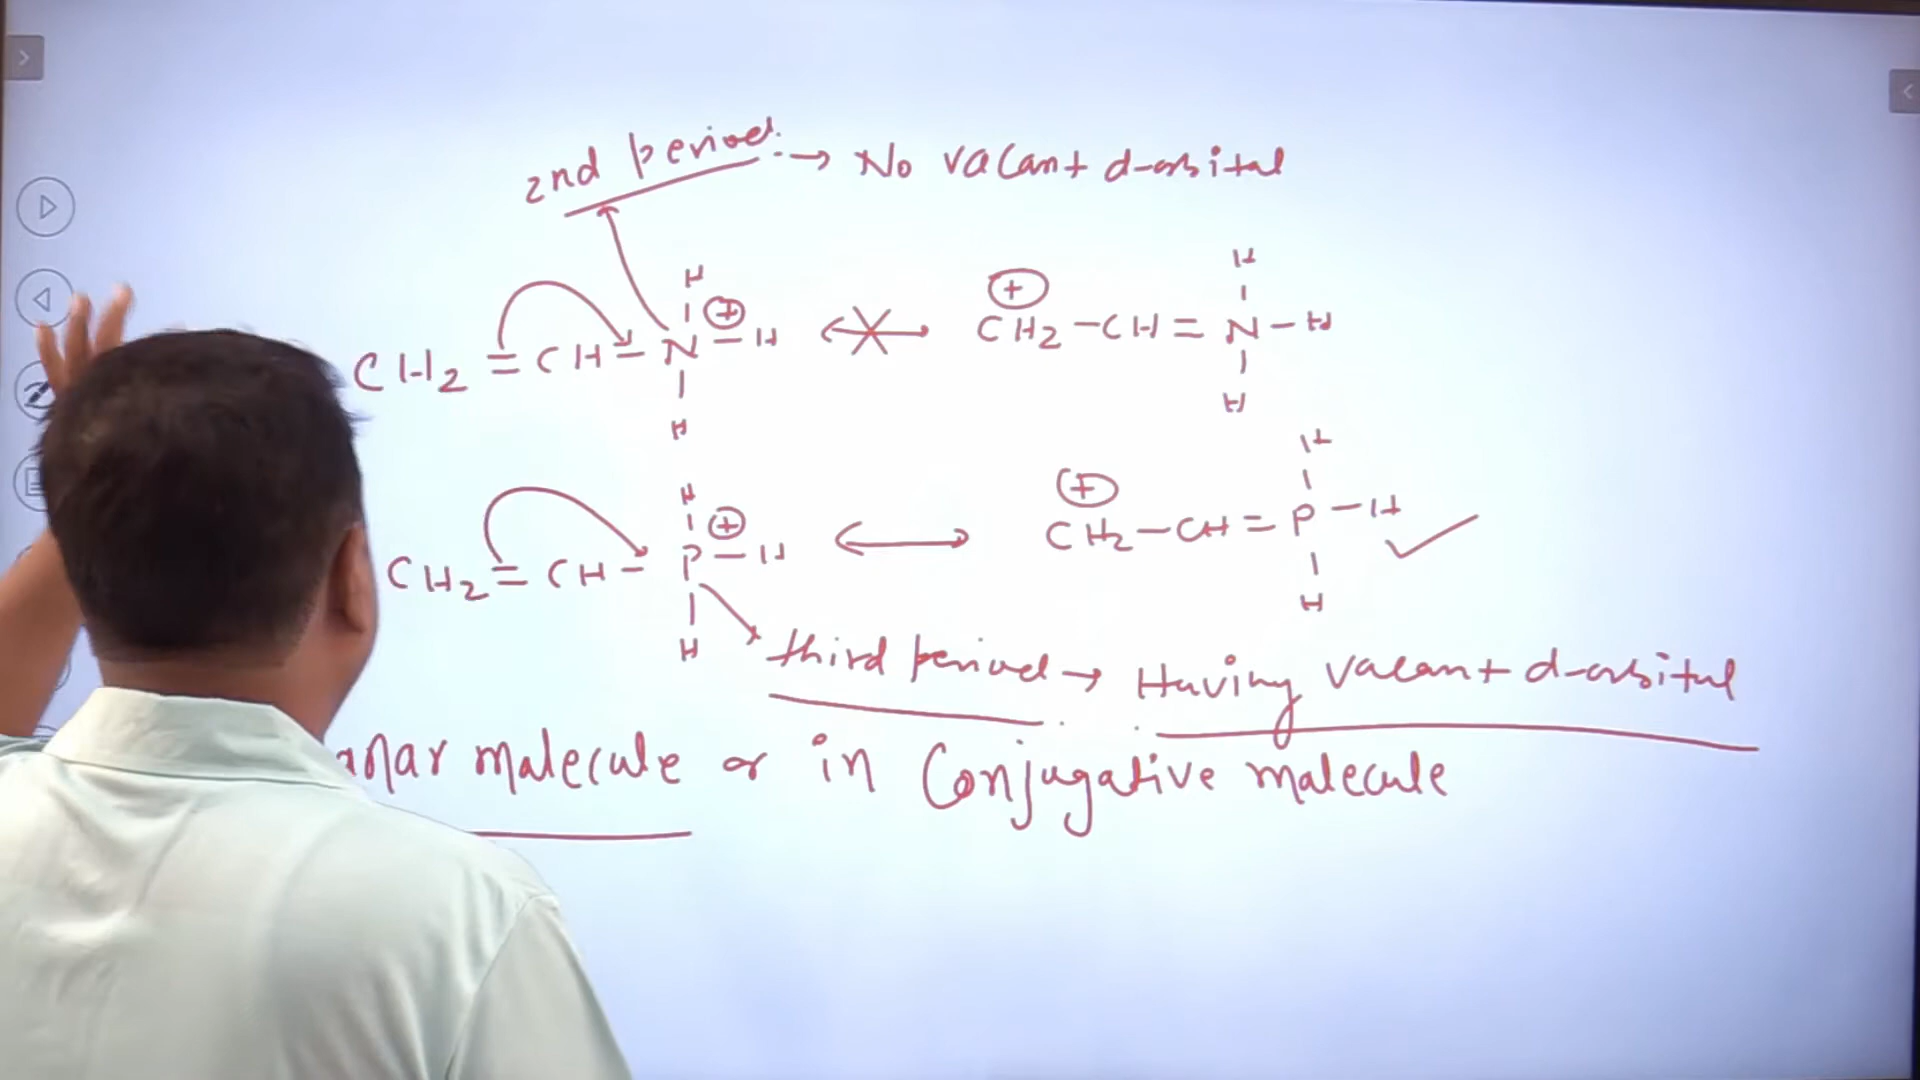 2nd period → No vacant d-orbital
H
H
CH2=CH-N-H ⊕ ↔ ⊕ CH2-CH=N-H
H
H
H
H
CH2=CH-P-H ⊕ ↔ ⊕ CH2-CH=P-H
H
H
third period → Having vacant d-orbital
molecule or in Conjugative molecule